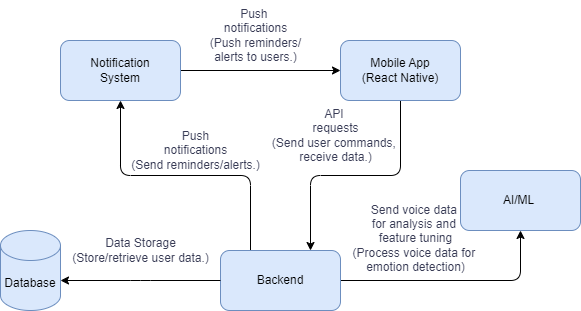 Push
notifications
(Push reminders/
alerts to users.)
Notification
System
Mobile App
(React Native)
API
requests
(Send user commands,
receive data.)
Push
notifications
(Send reminders/alerts.)
AI/ML
Send voice data
for analysis and
feature tuning
(Process voice data for
emotion detection)
Data Storage
(Store/retrieve user data.)
Database
Backend